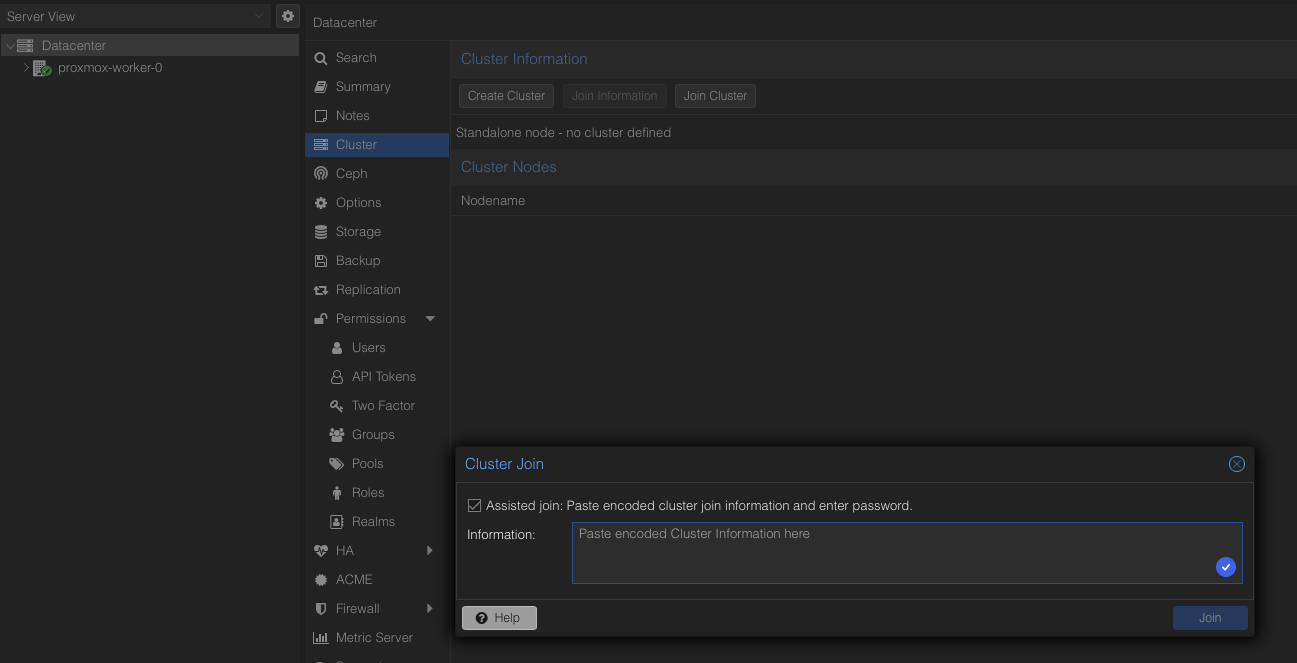 Server View
Datacenter
proxmox-worker-0
Datacenter
Search
Summary
Notes
Cluster
Ceph
Options
Storage
Backup
Replication
Permissions
Users
API Tokens
Two Factor
Groups
Pools
Roles
Realms
HA
ACME
Firewall
Metric Server
Cluster Information
Create Cluster Join Information Join Cluster
Standalone node - no cluster defined
Cluster Nodes
Nodename
Cluster Join
Assisted join: Paste encoded cluster join information and enter password.
Information: Paste encoded Cluster Information here
Help Join